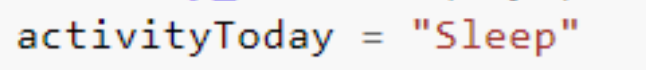 activityToday = "Sleep"